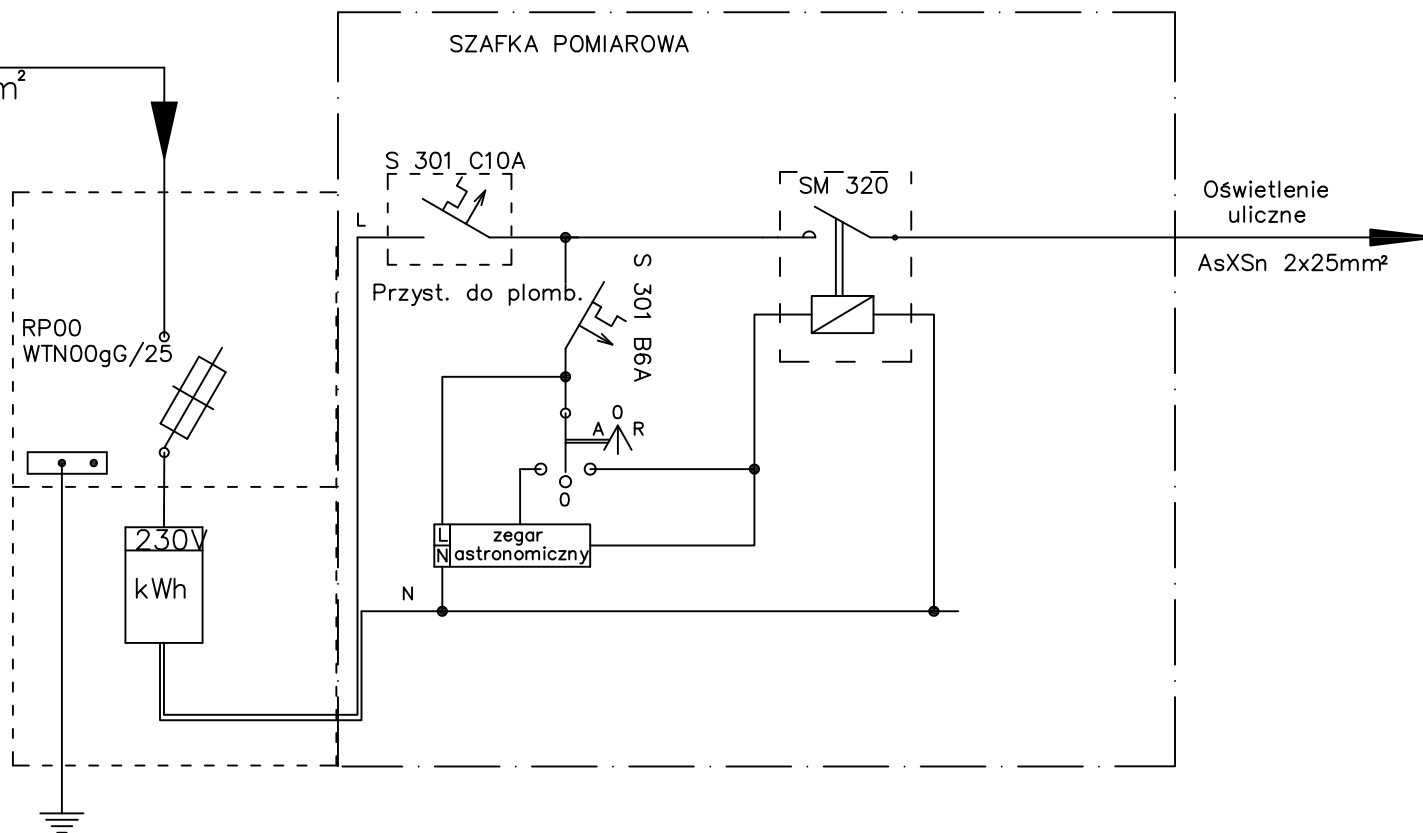 SZAFKA POMIAROWA
m²
S 301 C10A
SM 320
Oświetlenie
uliczne
L
AsXSn 2x25mm²
S 301 B6A
Przyst. do plomb.
RP00
WTN00gG/25
0
A
R
0
L
N
zegar
astronomiczny
230V
kWh
N